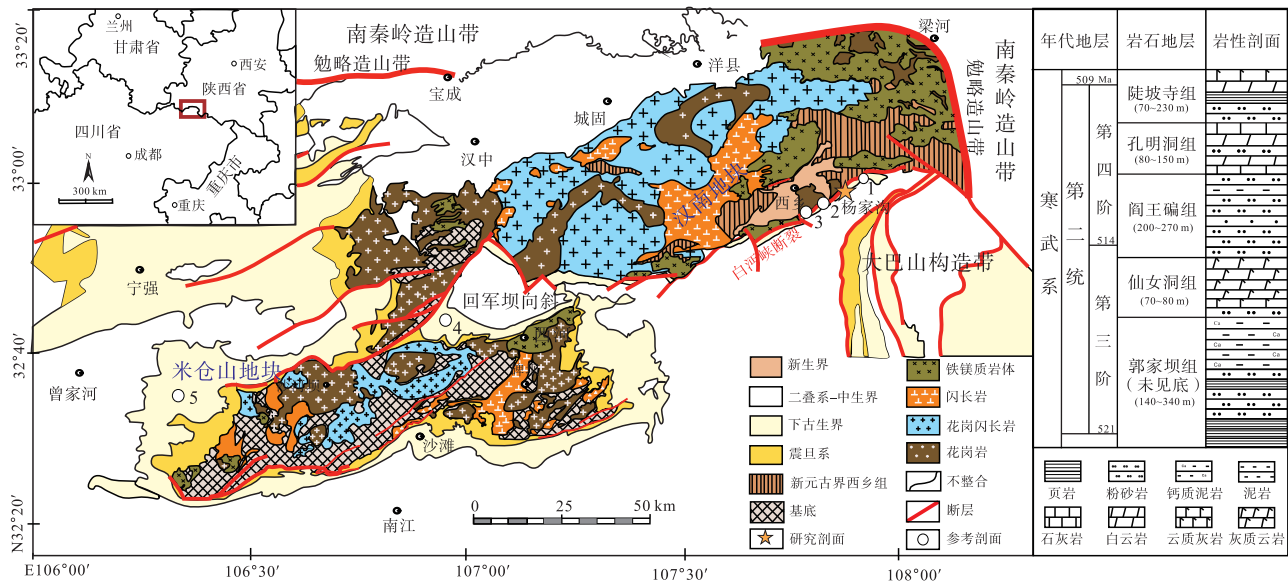 兰州
甘肃省
西安
陕西省
四川省
成都
重庆市
重庆
N
300 km
南秦岭造山带
勉略造山带
宝成
汉中
城固
洋县
梁河
南秦岭造山带
勉略造山带
汉南地块
西乡
杨家沟
1
2
3
白河峡断裂
大巴山构造带
宁强
回军坝向斜
4
米仓山地块
曾家河
5
沙滩
南江
0 25 50 km
33°20′
33°00′
32°40′
N32°20′
E106°00′ 106°30′ 107°00′ 107°30′ 108°00′
新生界
二叠系–中生界
下古生界
震旦系
新元古界西乡组
基底
研究剖面
铁镁质岩体
闪长岩
花岗闪长岩
花岗岩
不整合
断层
参考剖面
年代地层 岩石地层 岩性剖面
509 Ma
寒武系
第二统
第四阶
514
第三阶
521
陡坡寺组
(70~230 m)
孔明洞组
(80~150 m)
阎王碥组
(200~270 m)
仙女洞组
(70~80 m)
郭家坝组
(未见底)
(140~340 m)
页岩 粉砂岩 钙质泥岩 泥岩
石灰岩 白云岩 云质灰岩 灰质云岩